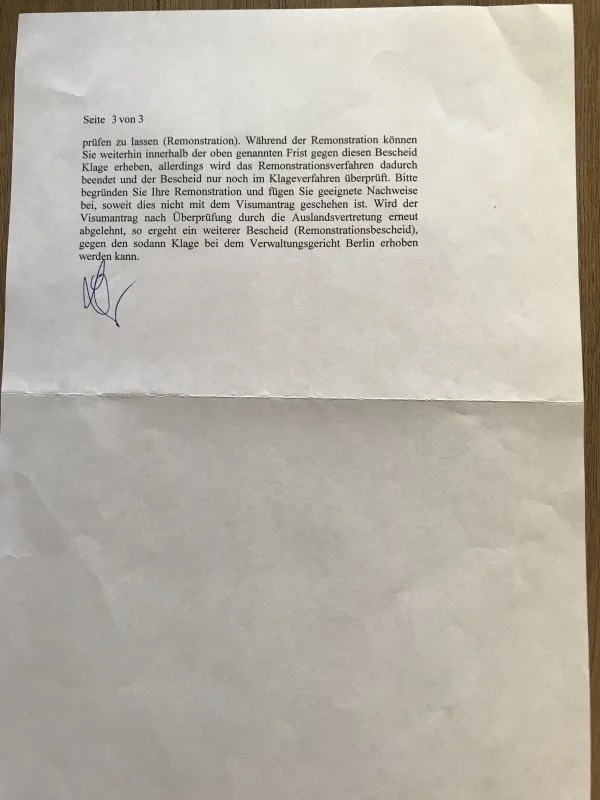 Seite 3 von 3
prüfen zu lassen (Remonstration). Während der Remonstration können
Sie weiterhin innerhalb der oben genannten Frist gegen diesen Bescheid
Klage erheben, allerdings wird das Remonstrationsverfahren dadurch
beendet und der Bescheid nur noch im Klageverfahren überprüft. Bitte
begründen Sie Ihre Remonstration und fügen Sie geeignete Nachweise
bei, soweit dies nicht mit dem Visumantrag geschehen ist. Wird der
Visumantrag nach Überprüfung durch die Auslandsvertretung erneut
abgelehnt, so ergeht ein weiterer Bescheid (Remonstrationsbescheid),
gegen den sodann Klage bei dem Verwaltungsgericht Berlin erhoben
werden kann.